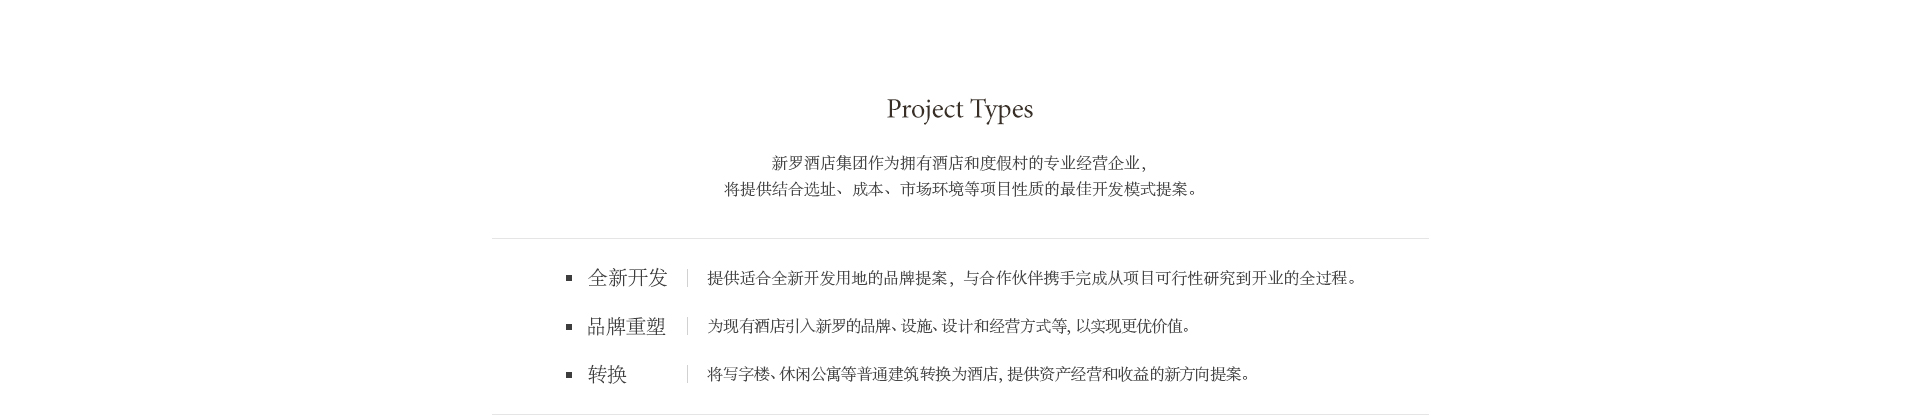 Project Types
新罗酒店集团作为拥有酒店和度假村的专业经营企业，
将提供结合选址、成本、市场环境等项目性质的最佳开发模式提案。
■ 全新开发 | 提供适合全新开发用地的品牌提案，与合作伙伴携手完成从项目可行性研究到开业的全过程。
■ 品牌重塑 | 为现有酒店引入新罗的品牌、设施、设计和经营方式等, 以实现更优价值。
■ 转换 | 将写字楼、休闲公寓等普通建筑转换为酒店, 提供资产经营和收益的新方向提案。